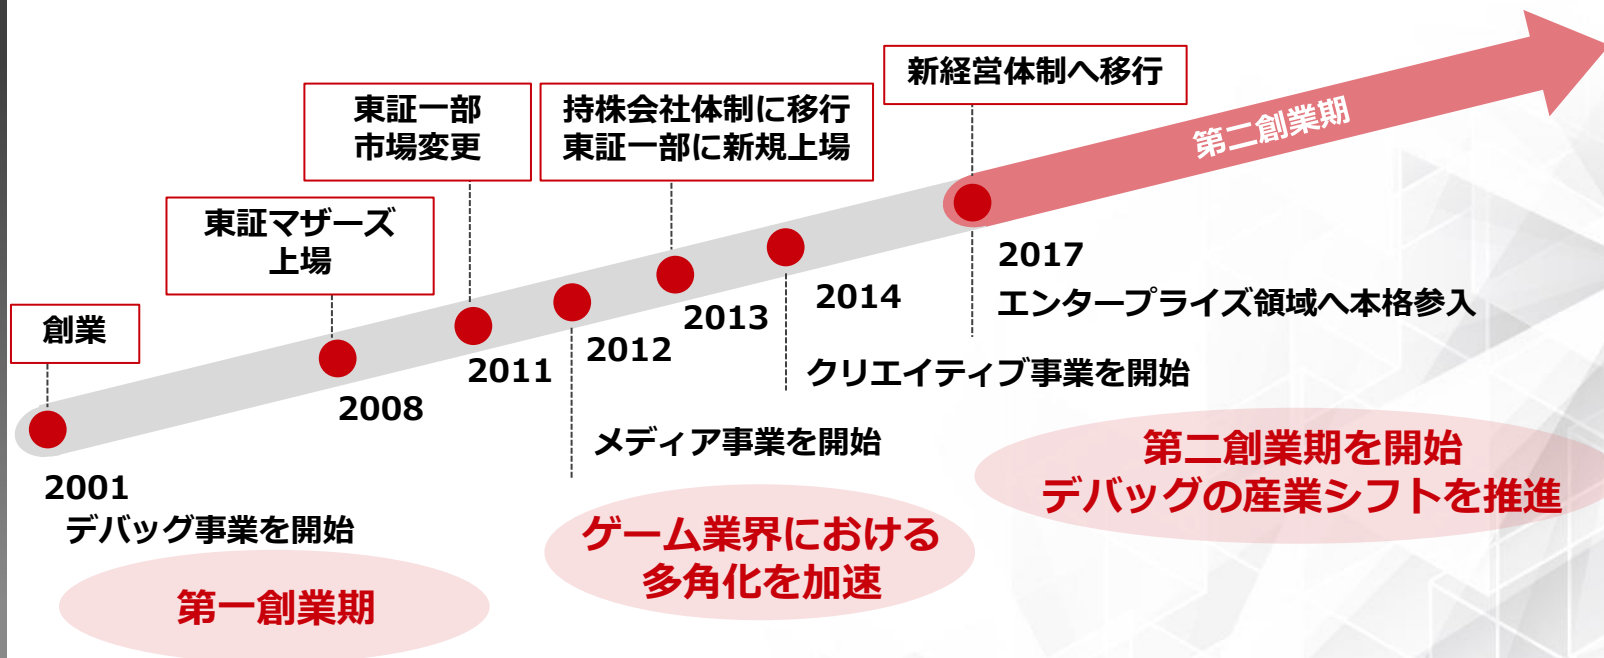 新経営体制へ移行
東証一部
市場変更
持株会社体制に移行
東証一部に新規上場
第二創業期
東証マザーズ
上場
創業
2017
エンタープライズ領域へ本格参入
2014
クリエイティブ事業を開始
2013
2012
メディア事業を開始
2011
2008
2001
デバッグ事業を開始
第一創業期
ゲーム業界における
多角化を加速
第二創業期を開始
デバッグの産業シフトを推進